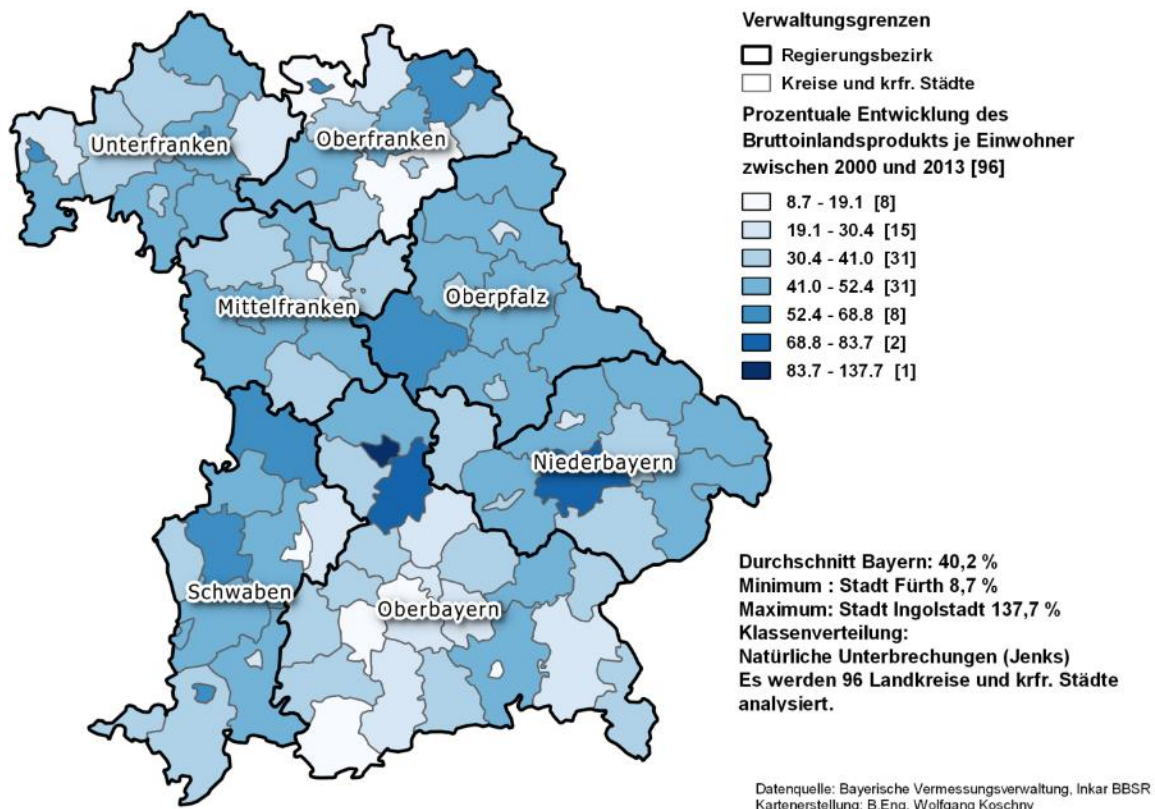 Verwaltungsgrenzen
Regierungsbezirk
Kreise und krfr. Städte
Prozentuale Entwicklung des
Bruttoinlandsprodukts je Einwohner
zwischen 2000 und 2013 [96]
8.7 - 19.1 [8]
19.1 - 30.4 [15]
30.4 - 41.0 [31]
41.0 - 52.4 [31]
52.4 - 68.8 [8]
68.8 - 83.7 [2]
83.7 - 137.7 [1]
Unterfranken
Oberfranken
Mittelfranken
Oberpfalz
Niederbayern
Schwaben
Oberbayern
Durchschnitt Bayern: 40,2 %
Minimum : Stadt Fürth 8,7 %
Maximum: Stadt Ingolstadt 137,7 %
Klassenverteilung:
Natürliche Unterbrechungen (Jenks)
Es werden 96 Landkreise und krfr. Städte
analysiert.
Datenquelle: Bayerische Vermessungsverwaltung, Inkar BBSR
Kartenerstellung: B.Eng. Wolfgang Koschny